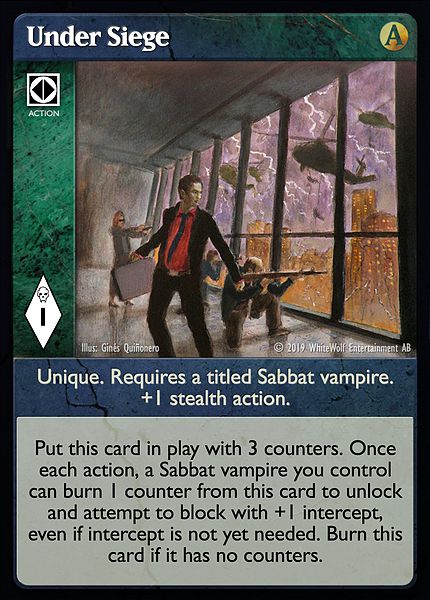 Under Siege
A
ACTION
1
Illus: Ginés Quiñonero
© 2019 WhiteWolf Entertainment AB
Unique. Requires a titled Sabbat vampire.
+1 stealth action.
Put this card in play with 3 counters. Once
each action, a Sabbat vampire you control
can burn 1 counter from this card to unlock
and attempt to block with +1 intercept,
even if intercept is not yet needed. Burn this
card if it has no counters.